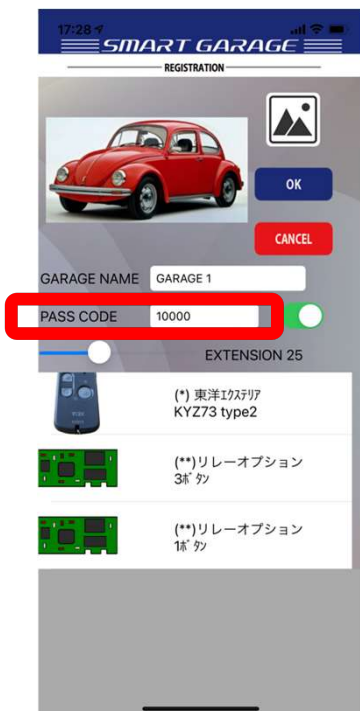 17:28
SMART GARAGE
REGISTRATION
OK
CANCEL
GARAGE NAME GARAGE 1
PASS CODE 10000
EXTENSION 25
(*) 東洋ｴｸｽﾃﾘｱ
KYZ73 type2
(**)リレーオプション
3ﾎﾞﾀﾝ
(**)リレーオプション
1ﾎﾞﾀﾝ